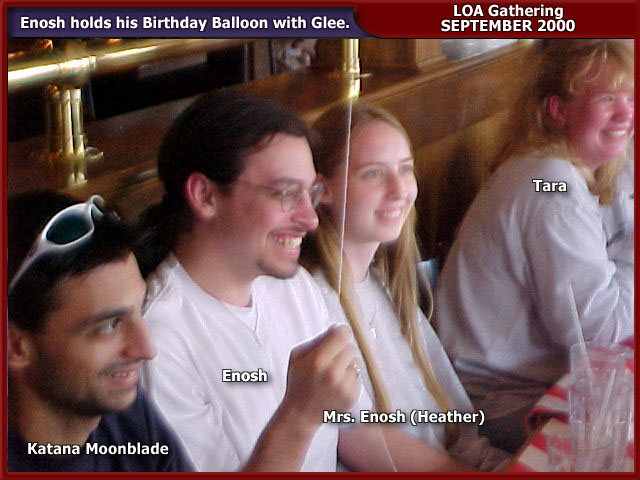 Enosh holds his Birthday Balloon with Glee.
LOA Gathering
SEPTEMBER 2000
Tara
Enosh
Mrs. Enosh (Heather)
Katana Moonblade